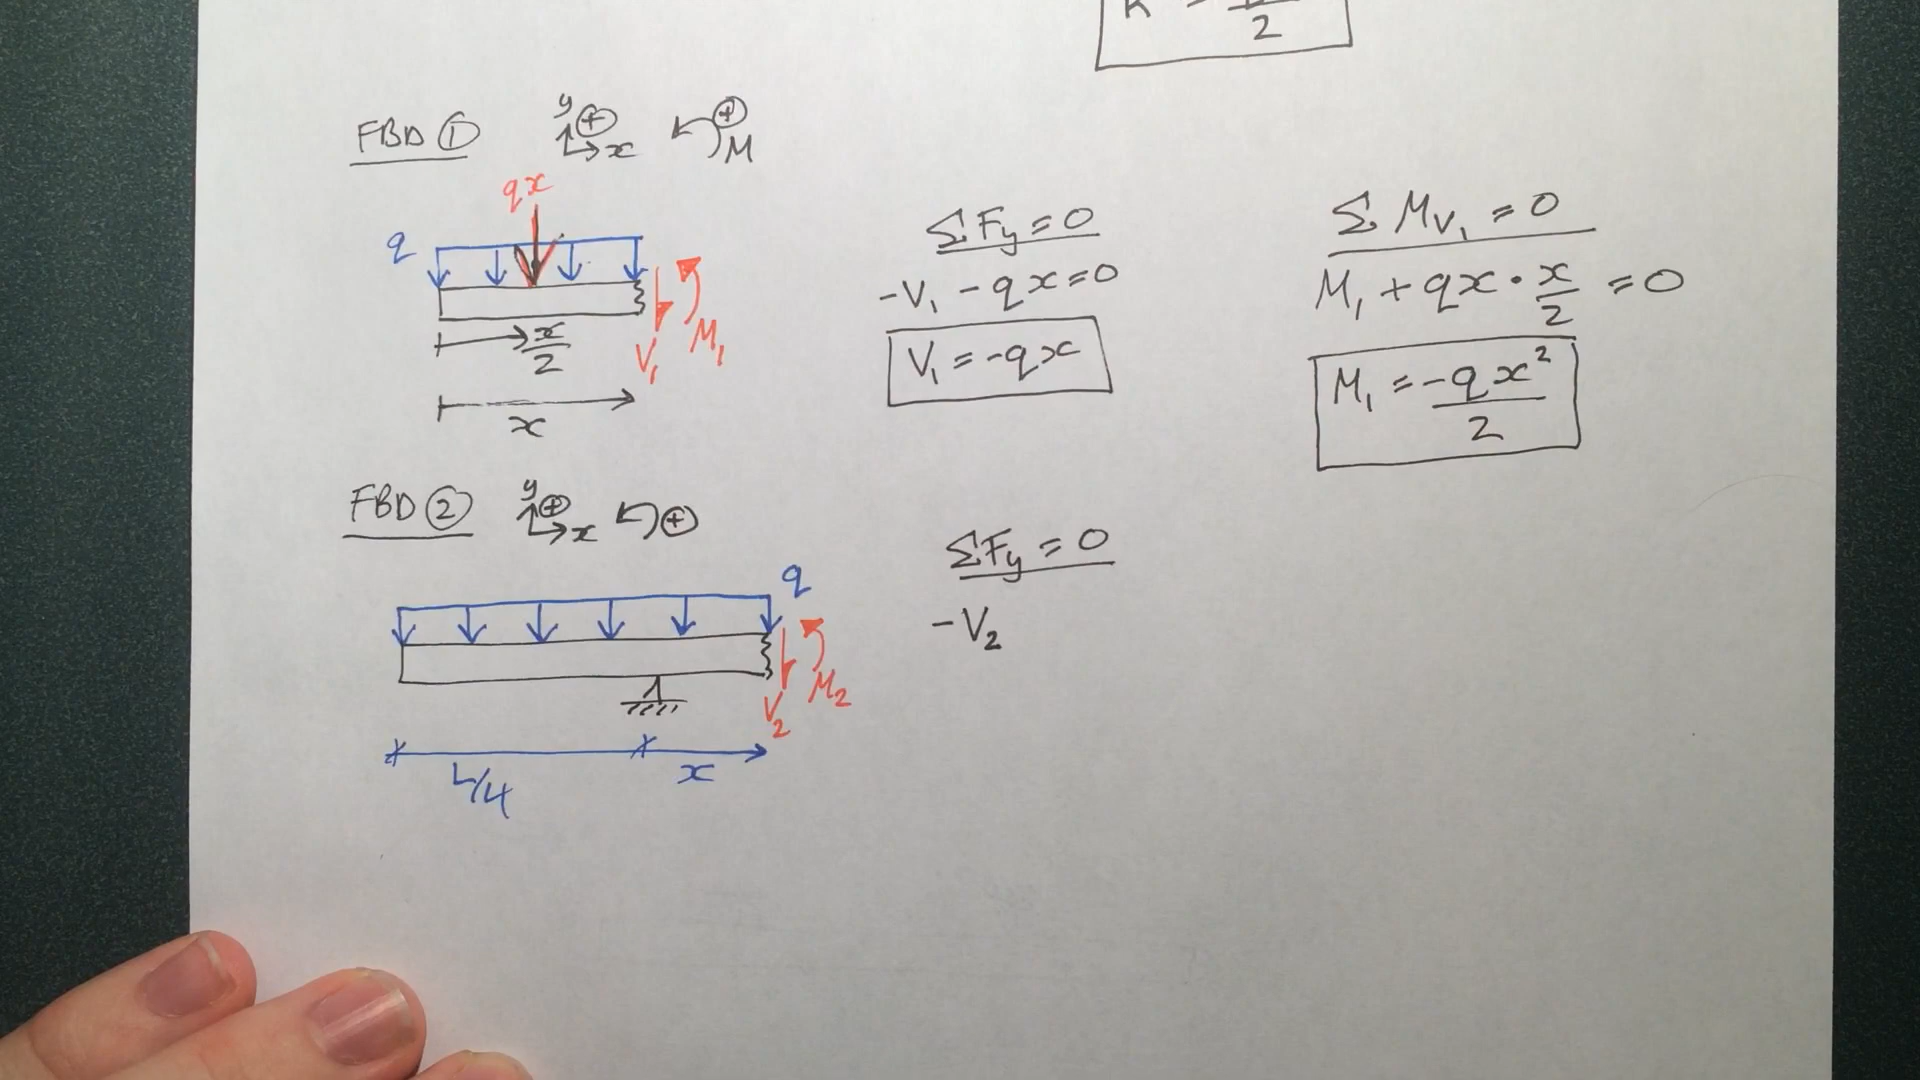 2
FBD ① y ⊕ x ⊕ M
qx
q
V₁ M₁
x/2
x
ΣFy = 0
-V₁ - qx = 0
V₁ = -qx
ΣMV₁ = 0
M₁ + qx · x/2 = 0
M₁ = -qx²/2
FBD ② y ⊕ x ⊕
q
V₂ M₂
L/4 x
ΣFy = 0
-V₂